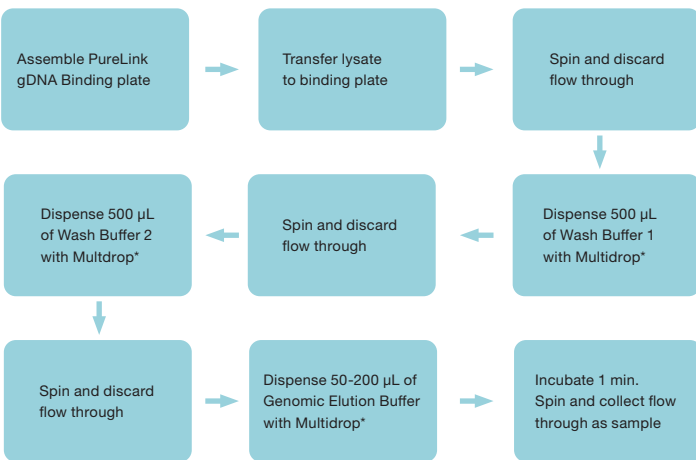 Assemble PureLink
gDNA Binding plate
Transfer lysate
to binding plate
Spin and discard
flow through
Dispense 500 µL
of Wash Buffer 1
with Multidrop*
Spin and discard
flow through
Dispense 500 µL
of Wash Buffer 2
with Multdrop*
Spin and discard
flow through
Dispense 50-200 µL of
Genomic Elution Buffer
with Multidrop*
Incubate 1 min.
Spin and collect flow
through as sample